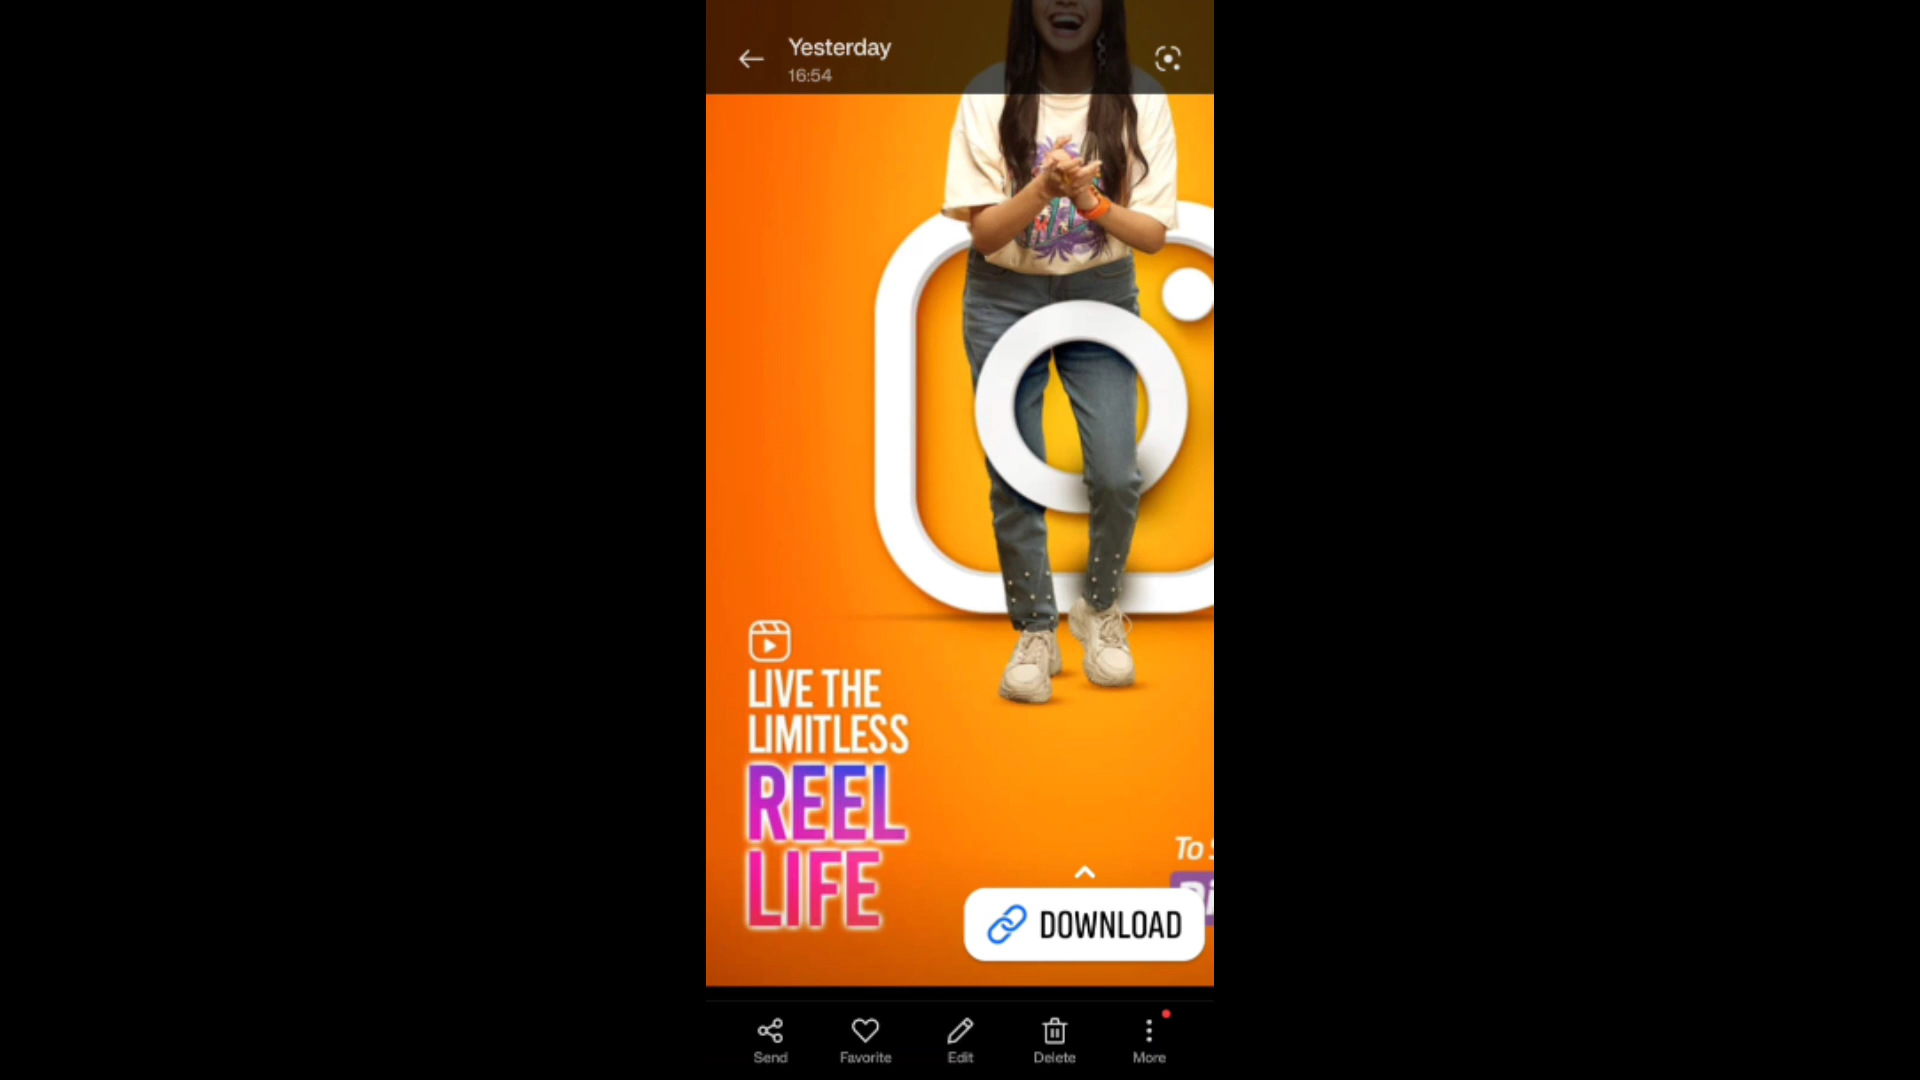 Yesterday
16:54
LIVE THE
LIMITLESS
REEL
LIFE
To
DOWNLOAD
Send
Favorite
Edit
Delete
More